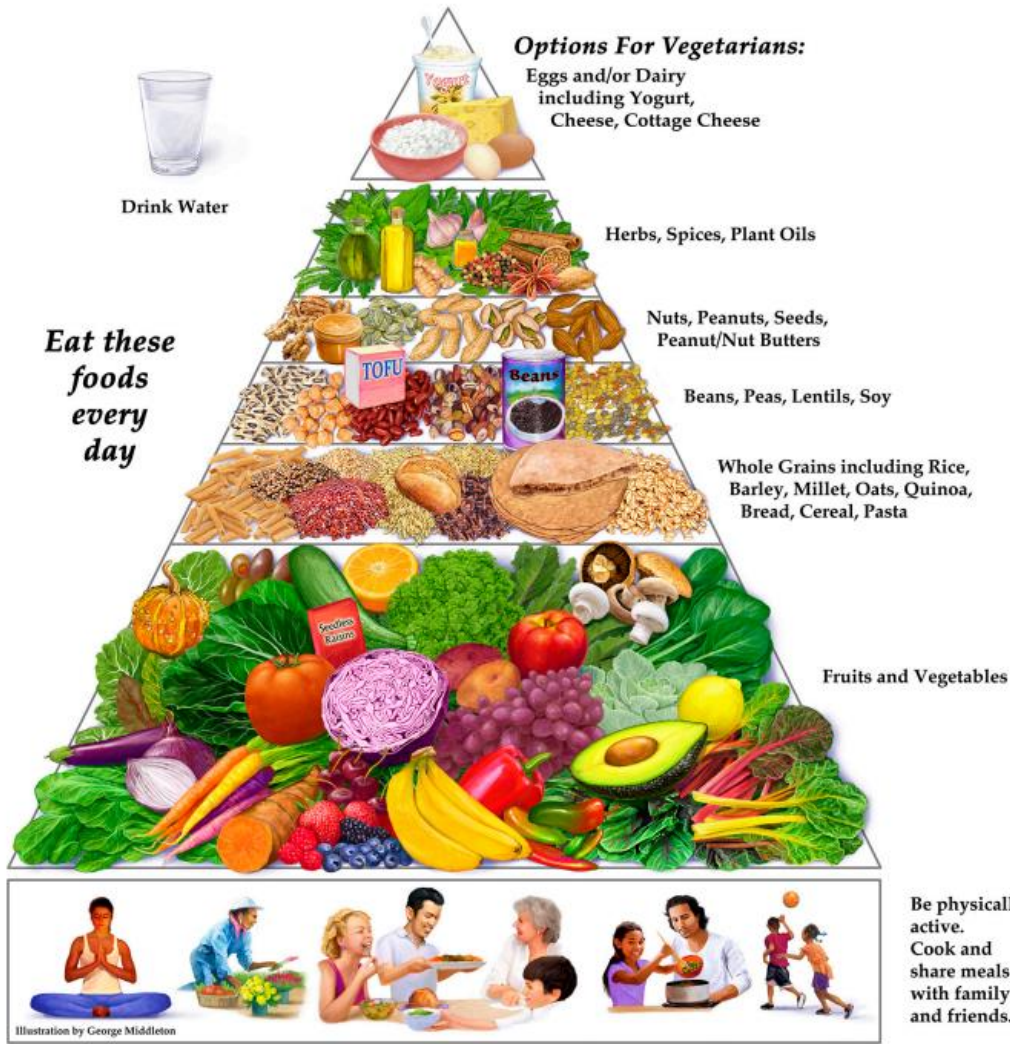 Options For Vegetarians:
Eggs and/or Dairy
including Yogurt,
Cheese, Cottage Cheese
Yogurt
Drink Water
Herbs, Spices, Plant Oils
Eat these
foods
every
day
Nuts, Peanuts, Seeds,
Peanut/Nut Butters
TOFU
Beans
Beans, Peas, Lentils, Soy
Whole Grains including Rice,
Barley, Millet, Oats, Quinoa,
Bread, Cereal, Pasta
Seedless
Raisins
Fruits and Vegetables
Be physicall
active.
Cook and
share meals
with family
and friends.
Illustration by George Middleton